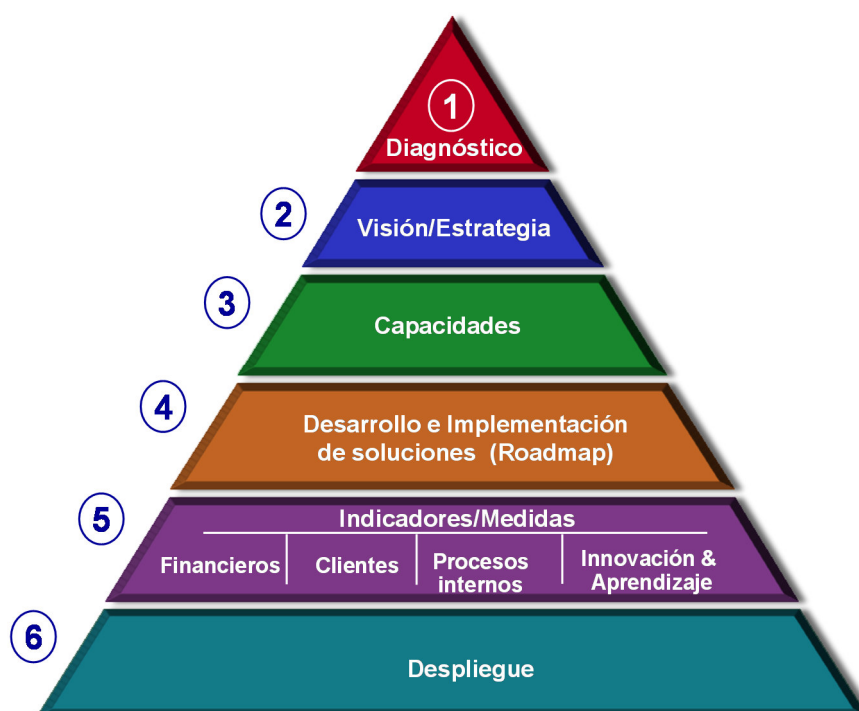 1
Diagnóstico
2
Visión/Estrategia
3
Capacidades
4
Desarrollo e Implementación
de soluciones (Roadmap)
5
Indicadores/Medidas
Financieros
Clientes
Procesos
internos
Innovación &
Aprendizaje
6
Despliegue